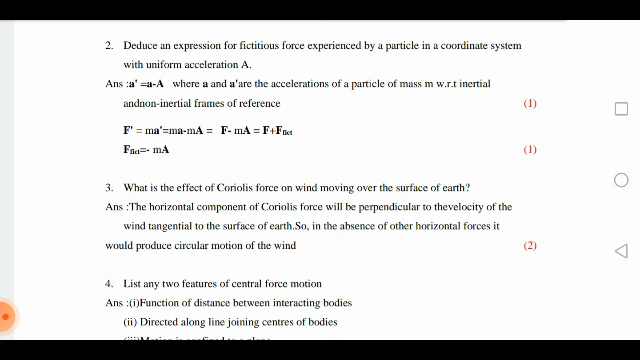 2. Deduce an expression for fictitious force experienced by a particle in a coordinate system
with uniform acceleration A.
Ans :a' =a-A where a and a'are the accelerations of a particle of mass m w.r.t inertial
andnon-inertial frames of reference (1)
F' = ma'=ma-mA = F- mA = F+Ffict
Ffict=- mA (1)
3. What is the effect of Coriolis force on wind moving over the surface of earth?
Ans :The horizontal component of Coriolis force will be perpendicular to thevelocity of the
wind tangential to the surface of earth.So, in the absence of other horizontal forces it
would produce circular motion of the wind (2)
4. List any two features of central force motion
Ans :(i)Function of distance between interacting bodies
(ii) Directed along line joining centres of bodies
(iii)Motion is confined to a plane